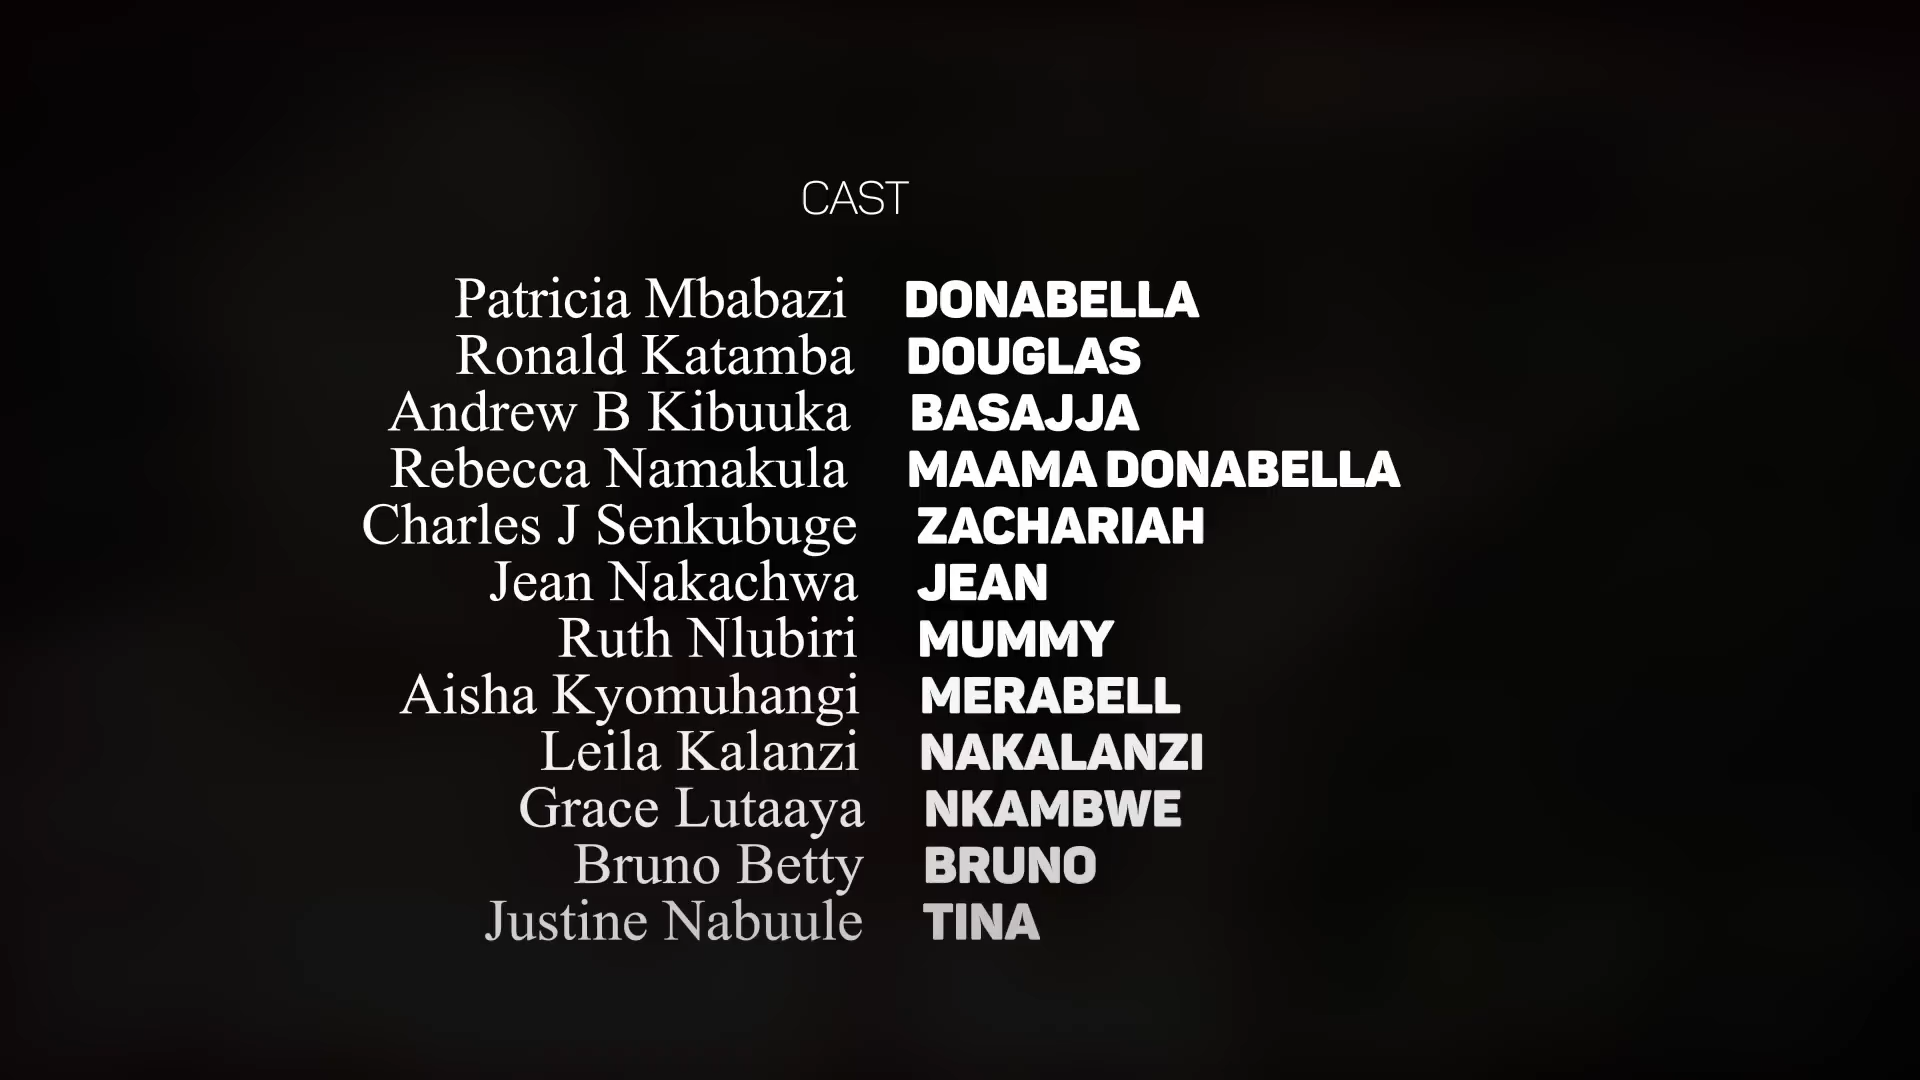 CAST
Patricia Mbabazi DONABELLA
Ronald Katamba DOUGLAS
Andrew B Kibuuka BASAJJA
Rebecca Namakula MAAMA DONABELLA
Charles J Senkubuge ZACHARIAH
Jean Nakachwa JEAN
Ruth Nlubiri MUMMY
Aisha Kyomuhangi MERABELL
Leila Kalanzi NAKALANZI
Grace Lutaaya NKAMBWE
Bruno Betty BRUNO
Justine Nabuule TINA